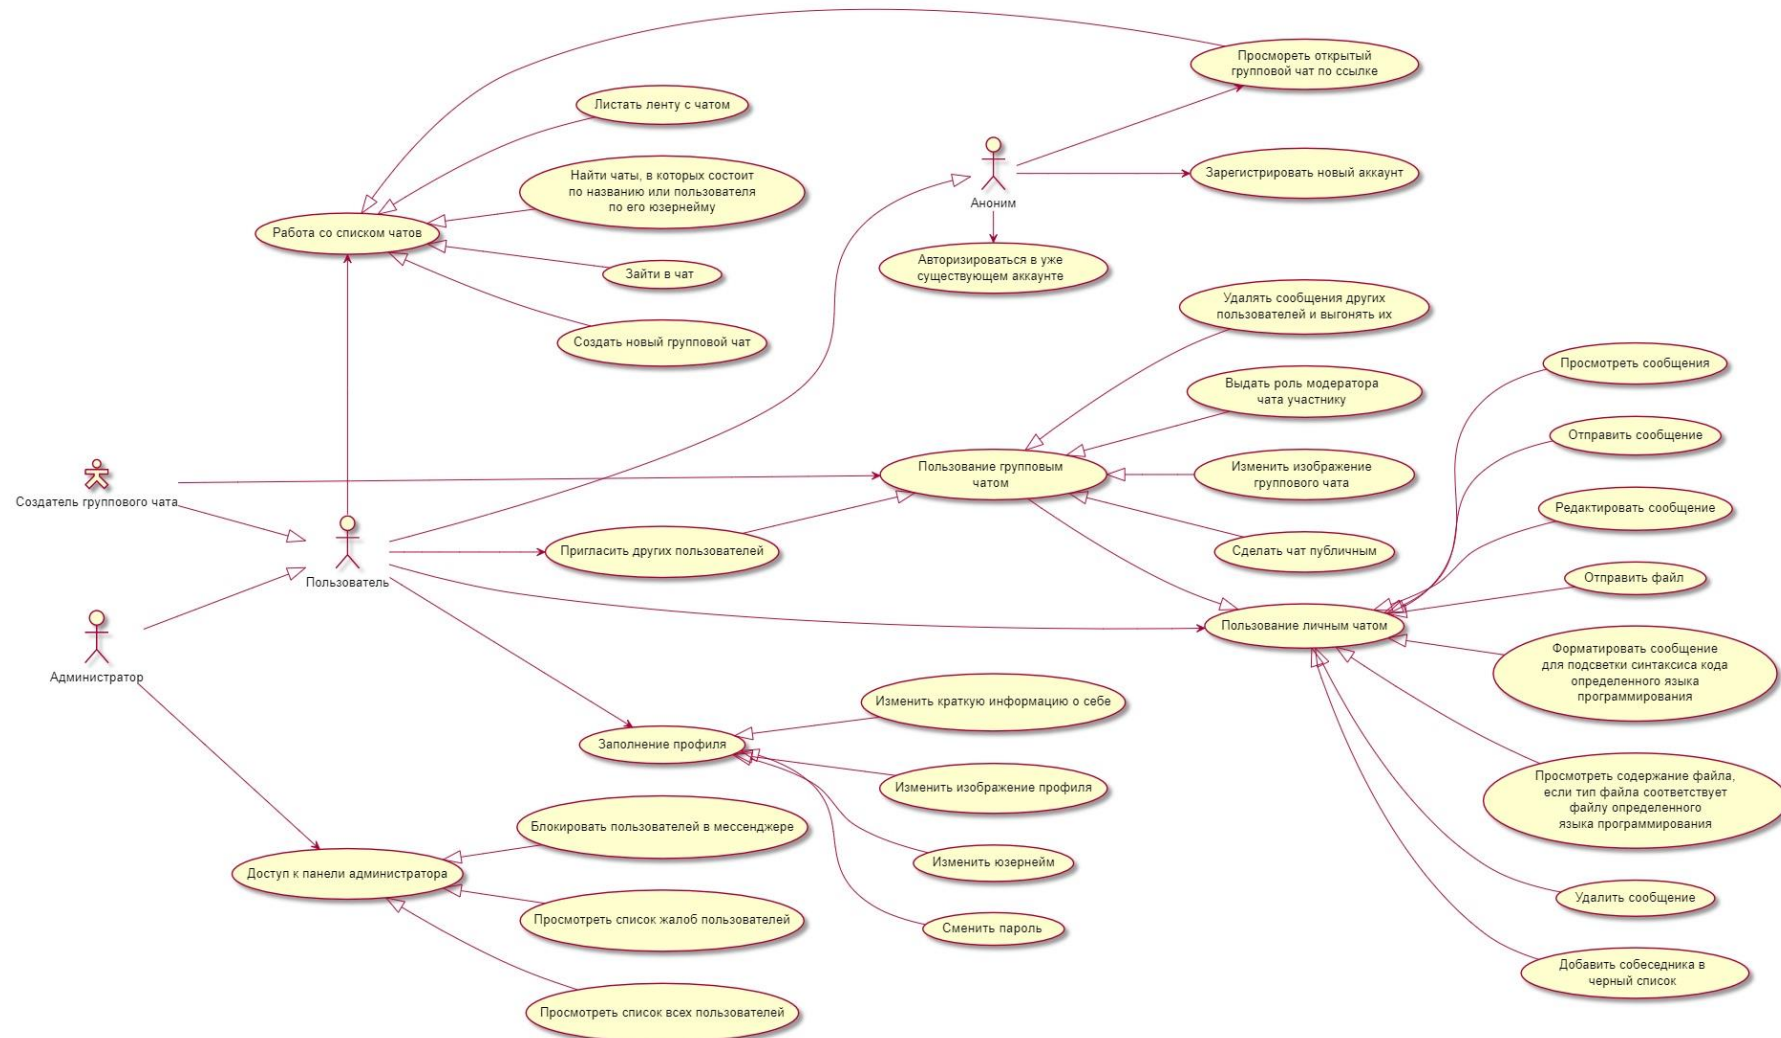 Просмореть открытый
групповой чат по ссылке
Листать ленту с чатом
Найти чаты, в которых состоит
по названию или пользователя
по его юзернейму
Зарегистрировать новый аккаунт
Аноним
Работа со списком чатов
Зайти в чат
Авторизироваться в уже
существующем аккаунте
Создать новый групповой чат
Удалять сообщения других
пользователей и выгонять их
Просмотреть сообщения
Выдать роль модератора
чата участнику
Отправить сообщение
Создатель группового чата
Пользование групповым
чатом
Изменить изображение
группового чата
Редактировать сообщение
Пригласить других пользователей
Сделать чат публичным
Пользователь
Отправить файл
Пользование личным чатом
Администратор
Форматировать сообщение
для подсветки синтаксиса кода
определенного языка
программирования
Изменить краткую информацию о себе
Заполнение профиля
Изменить изображение профиля
Просмотреть содержание файла,
если тип файла соответствует
файлу определенного
языка программирования
Блокировать пользователей в мессенджере
Изменить юзернейм
Доступ к панели администратора
Удалить сообщение
Просмотреть список жалоб пользователей
Сменить пароль
Добавить собеседника в
черный список
Просмотреть список всех пользователей